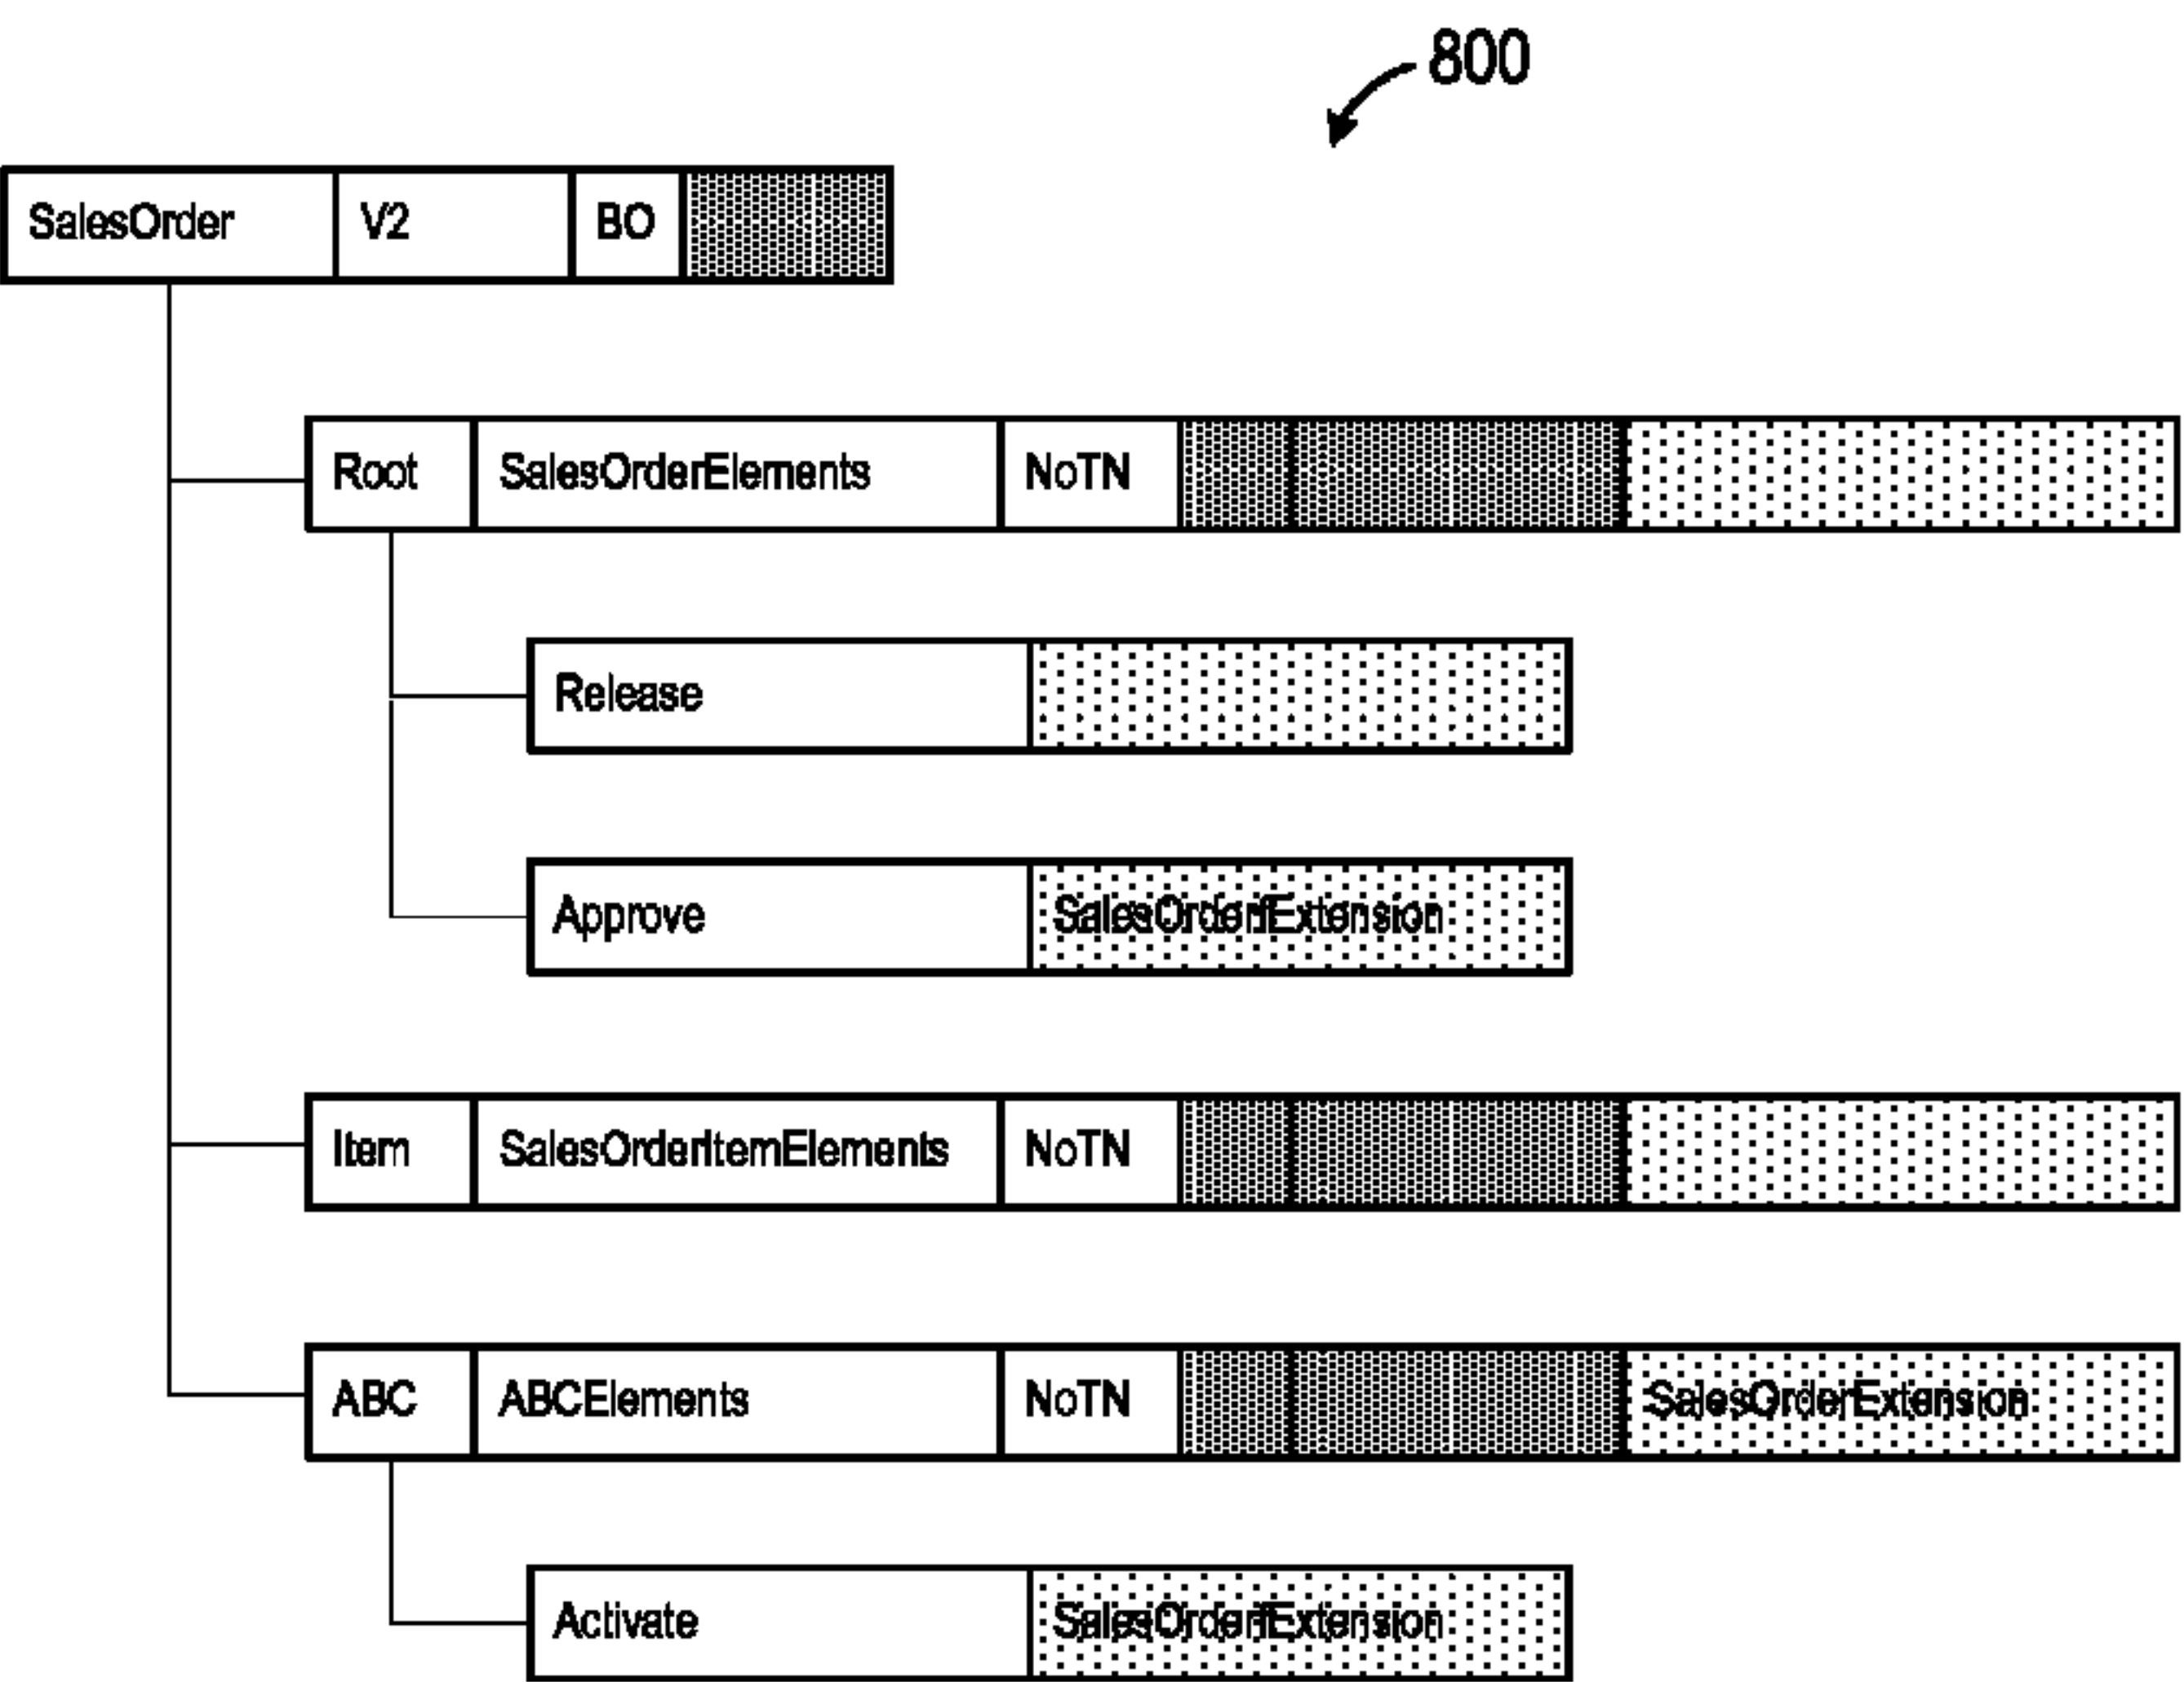 800
SalesOrder V2 BO
Root SalesOrderElements NoTN
Release
Approve SalesOrderExtension
Item SalesOrderItemElements NoTN
ABC ABCElements NoTN SalesOrderExtension
Activate SalesOrderExtension